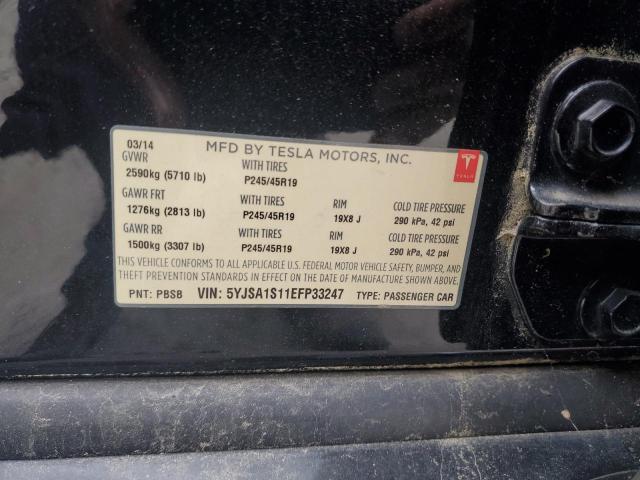 03/14 MFD BY TESLA MOTORS, INC.
GVWR WITH TIRES
2590kg (5710 lb) P245/45R19
GAWR FRT WITH TIRES RIM COLD TIRE PRESSURE
1276kg (2813 lb) P245/45R19 19X8 J 290 kPa, 42 psi
GAWR RR WITH TIRES RIM COLD TIRE PRESSURE
1500kg (3307 lb) P245/45R19 19X8 J 290 kPa, 42 psi
THIS VEHICLE CONFORMS TO ALL APPLICABLE U.S. FEDERAL MOTOR VEHICLE SAFETY, BUMPER, AND
THEFT PREVENTION STANDARDS IN EFFECT ON THE DATE OF MANUFACTURE SHOWN ABOVE.
PNT: PBSB VIN: 5YJSA1S11EFP33247 TYPE: PASSENGER CAR
TESLA